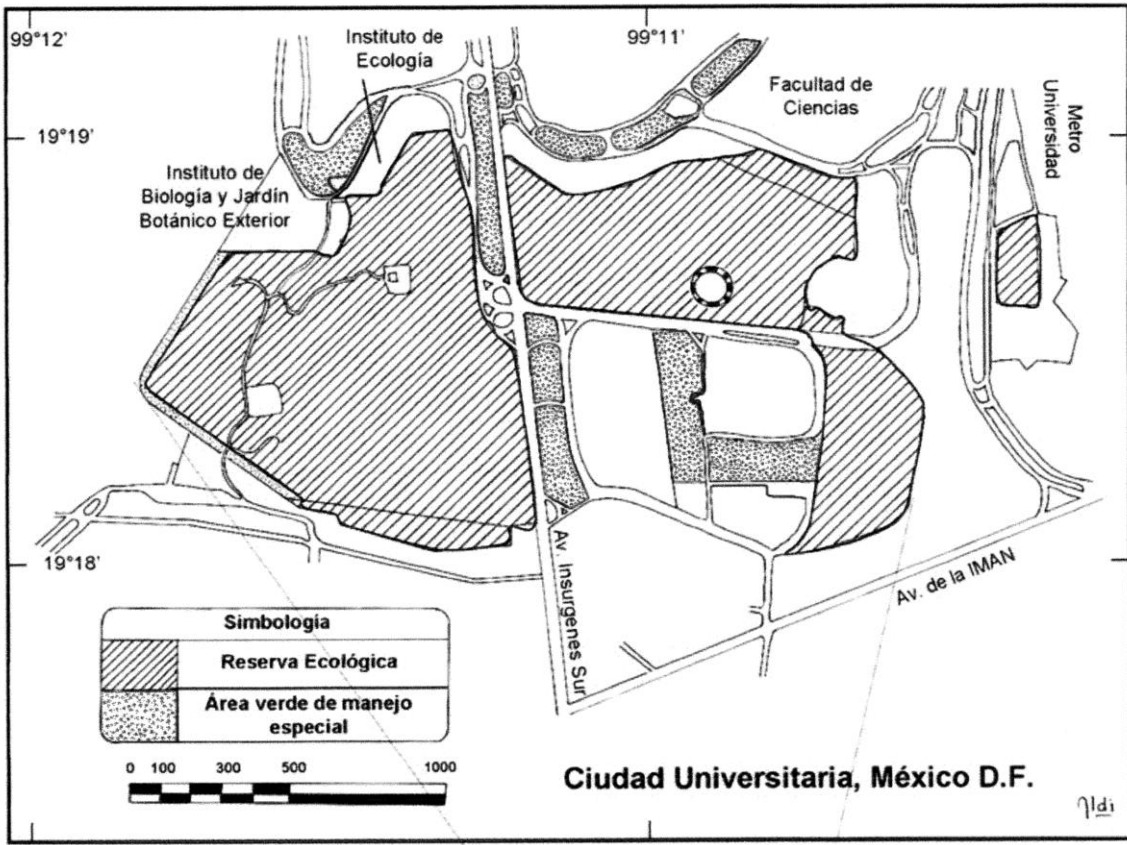 99°12'
Instituto de
Ecología
99°11'
Facultad de
Ciencias
Metro
Universidad
19°19'
Instituto de
Biología y Jardín
Botánico Exterior
19°18'
Av. Insurgenes Sur
Av. de la IMAN
Simbología
Reserva Ecológica
Área verde de manejo
especial
0 100 300 500 1000
Ciudad Universitaria, México D.F.